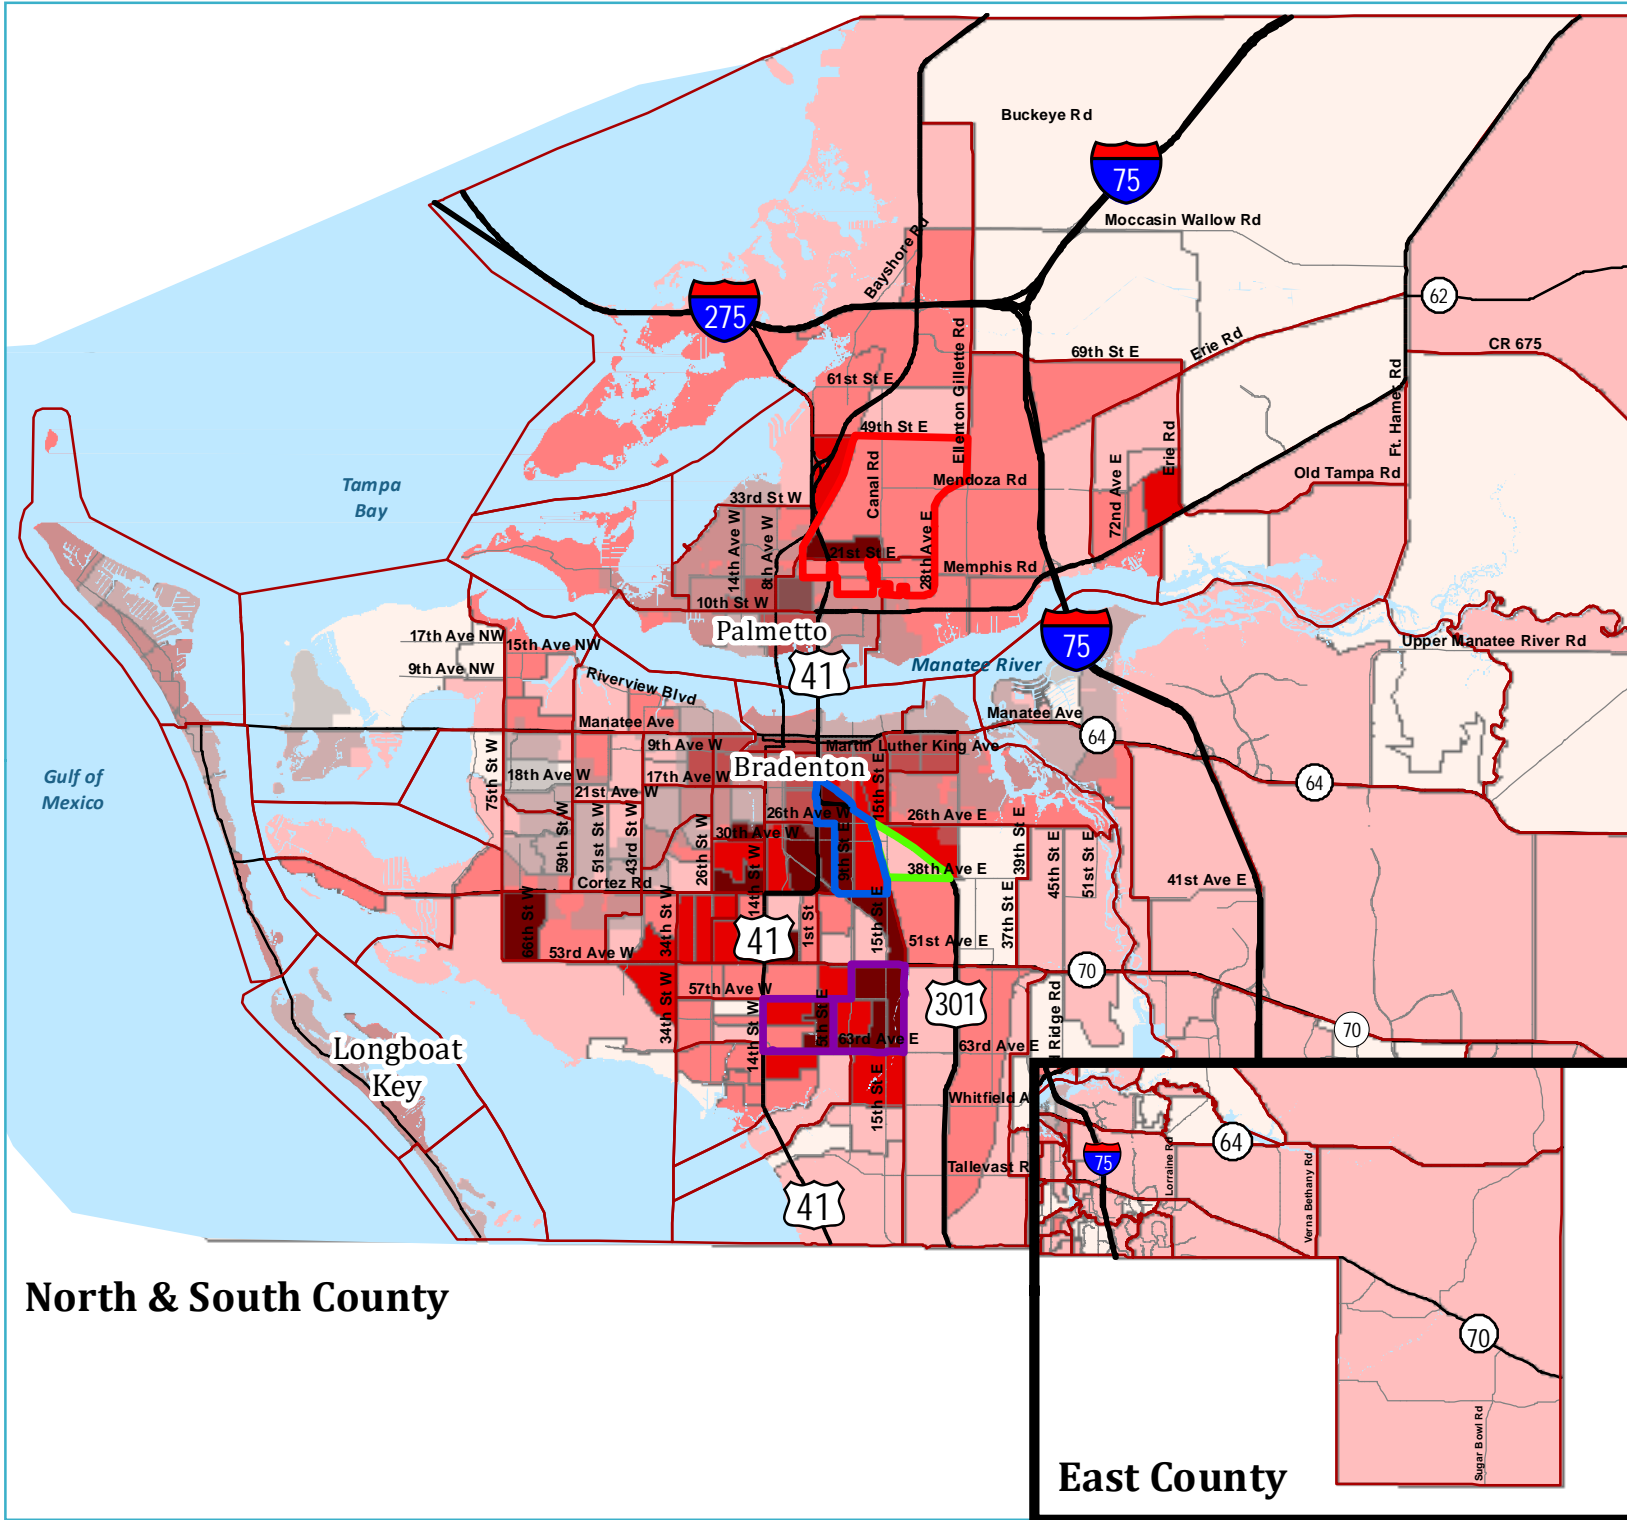 Buckeye Rd
75
Moccasin Wallow Rd
Bayshore Rd
62
275
Erie Rd
CR 675
69th St E
Ellenton Gillette Rd
61st St E
Ft. Hamer Rd
49th St E
Erie Rd
Canal Rd
72nd Ave E
Old Tampa Rd
Mendoza Rd
Tampa
Bay
33rd St W
14th Ave W
8th Ave W
21st St E
28th Ave E
Memphis Rd
10th St W
Palmetto
75
17th Ave NW
15th Ave NW
Upper Manatee River Rd
9th Ave NW
41
Manatee River
Riverview Blvd
Manatee Ave
Manatee Ave
64
9th Ave W
Martin Luther King Ave
Bradenton
Gulf of
Mexico
75th St W
18th Ave W
17th Ave W
15th St E
64
21st Ave W
26th Ave W
26th Ave E
59th St W
51st St W
43rd St W
26th St W
30th Ave W
9th St E
39th St E
45th St E
51st St E
14th St W
38th Ave E
41st Ave E
Cortez Rd
66th St W
34th St W
41
1st St
15th St E
37th St E
53rd Ave W
51st Ave E
70
57th Ave W
301
34th St W
14th St W
63rd Ave E
63rd Ave E
70
Longboat
Key
15th St E
Whitfield A
Tallevast R
41
64
75
Lorraine Rd
Verna Bethany Rd
70
Sugar Bowl Rd
North & South County
East County